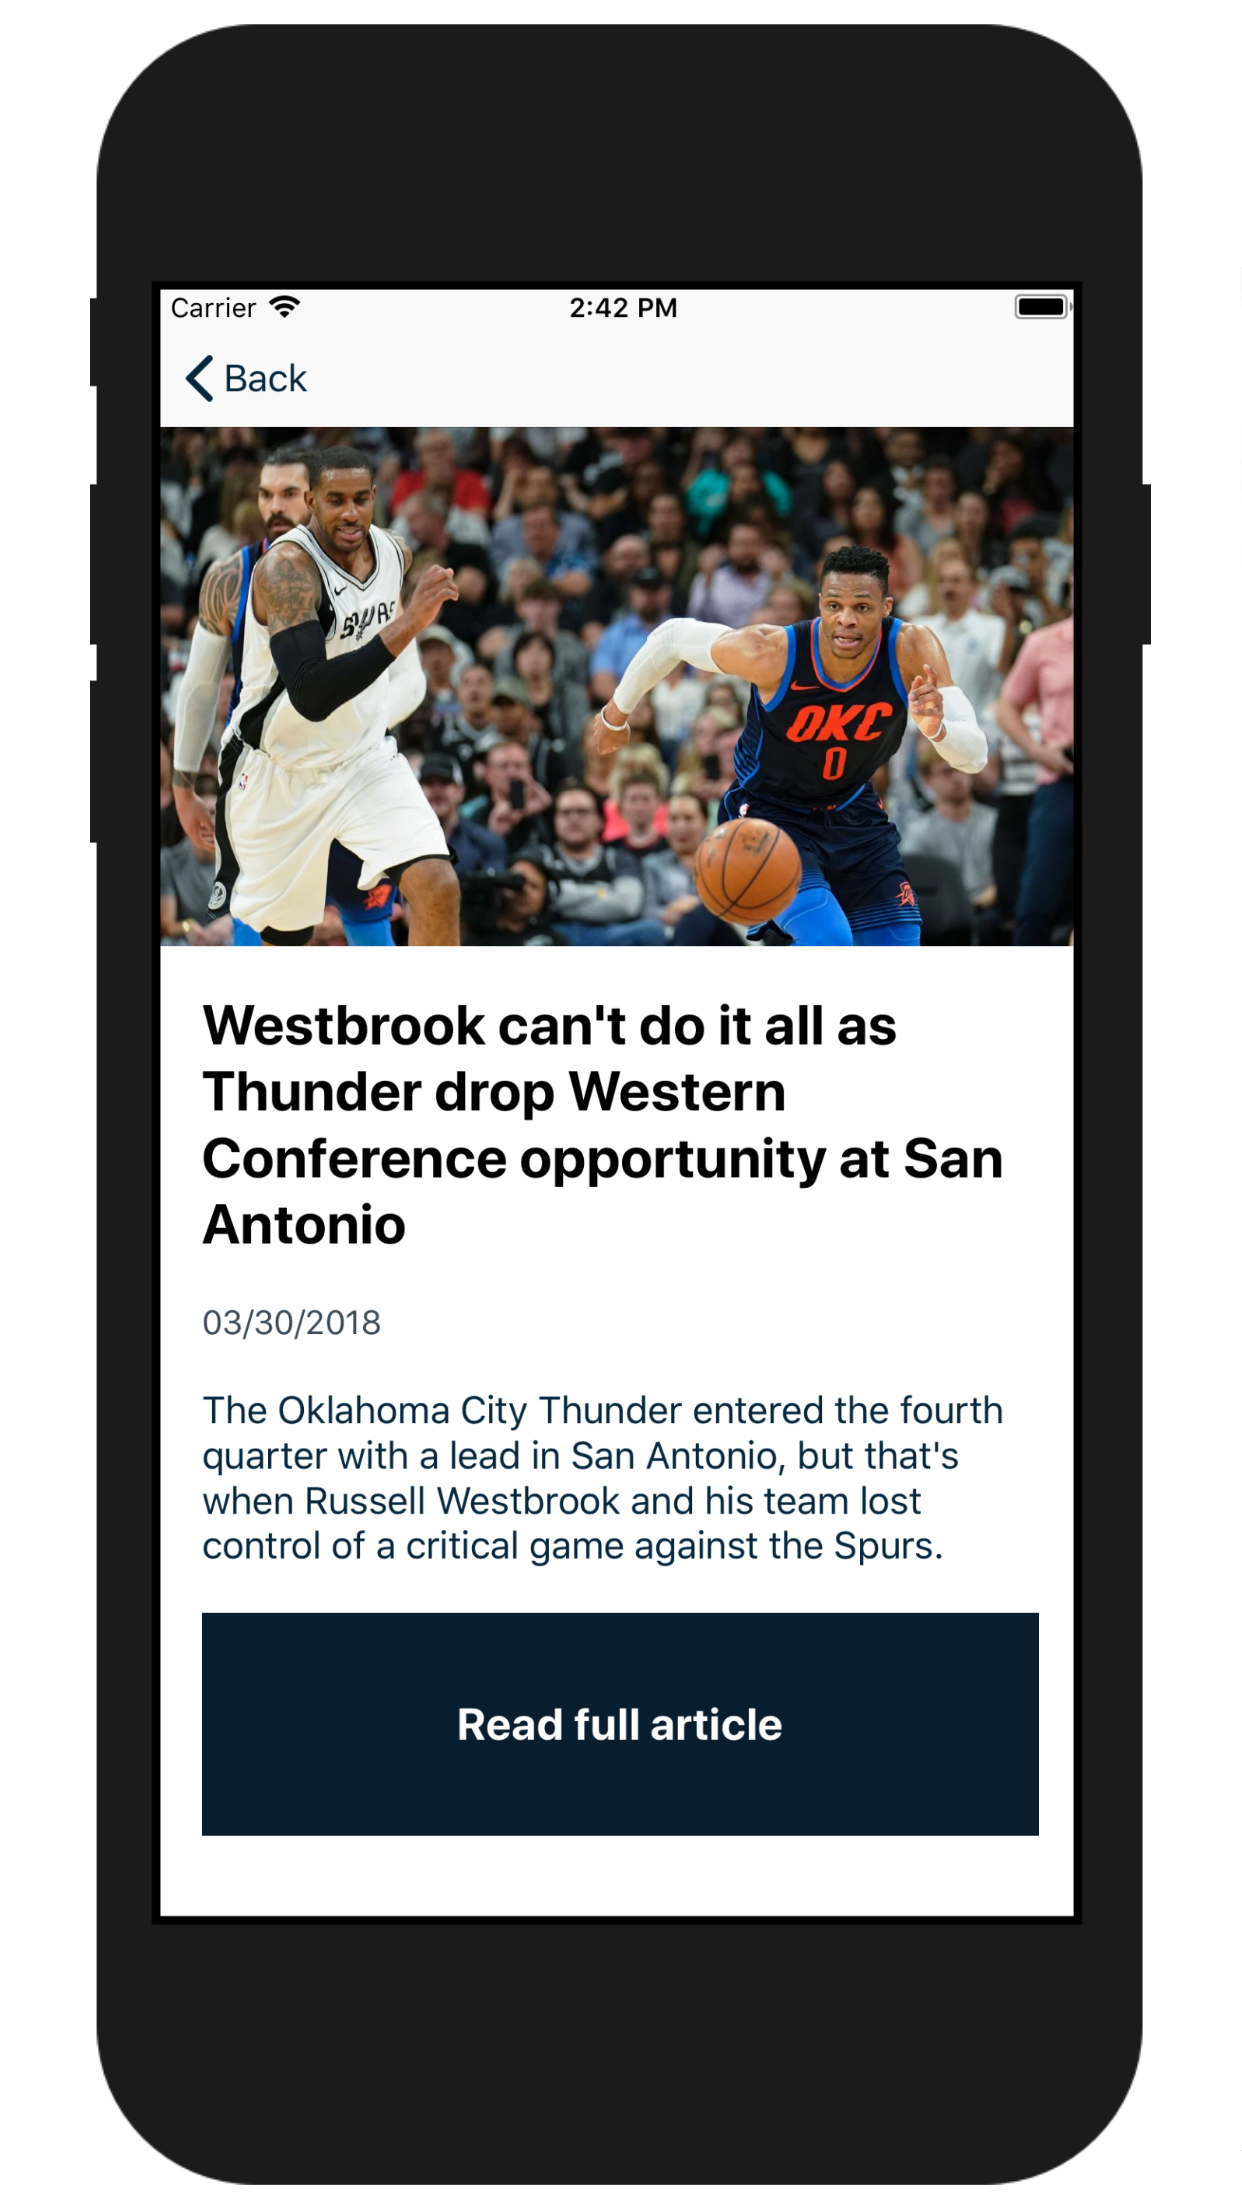 Carrier
2:42 PM
Back
SPURS
OKC
0
Westbrook can't do it all as
Thunder drop Western
Conference opportunity at San
Antonio
03/30/2018
The Oklahoma City Thunder entered the fourth
quarter with a lead in San Antonio, but that's
when Russell Westbrook and his team lost
control of a critical game against the Spurs.
Read full article